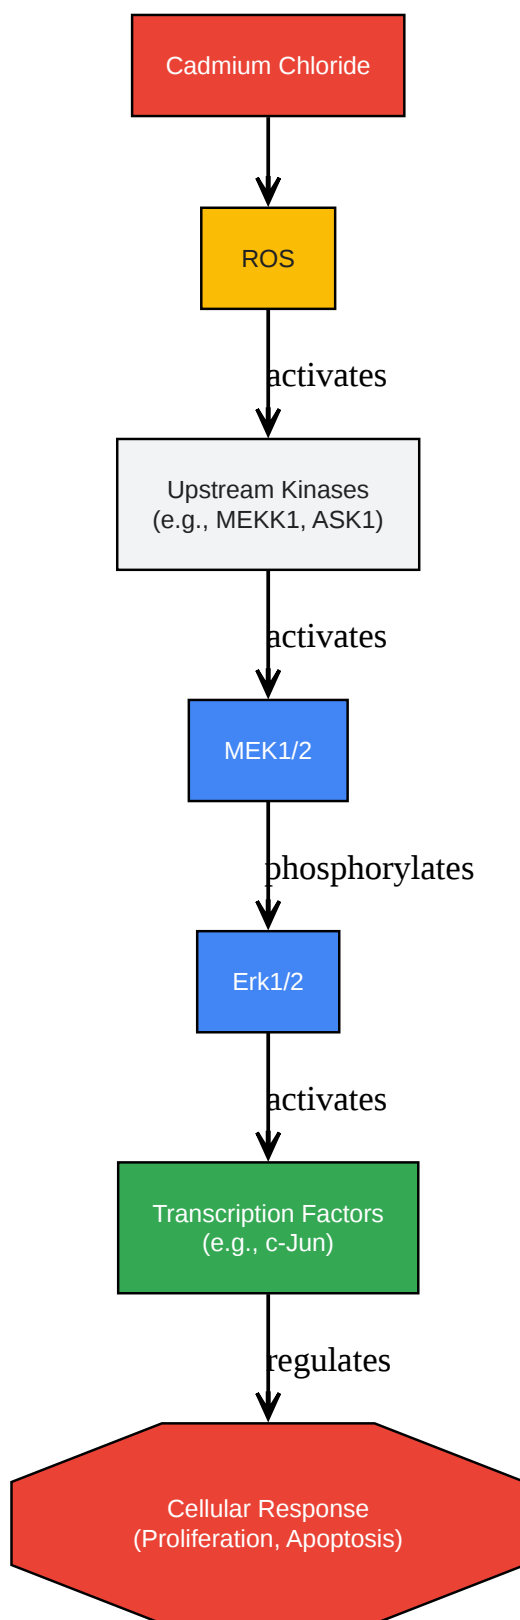 Cadmium Chloride
ROS
activates
Upstream Kinases
(e.g., MEKK1, ASK1)
activates
MEK1/2
phosphorylates
Erk1/2
activates
Transcription Factors
(e.g., c-Jun)
regulates
Cellular Response
(Proliferation, Apoptosis)